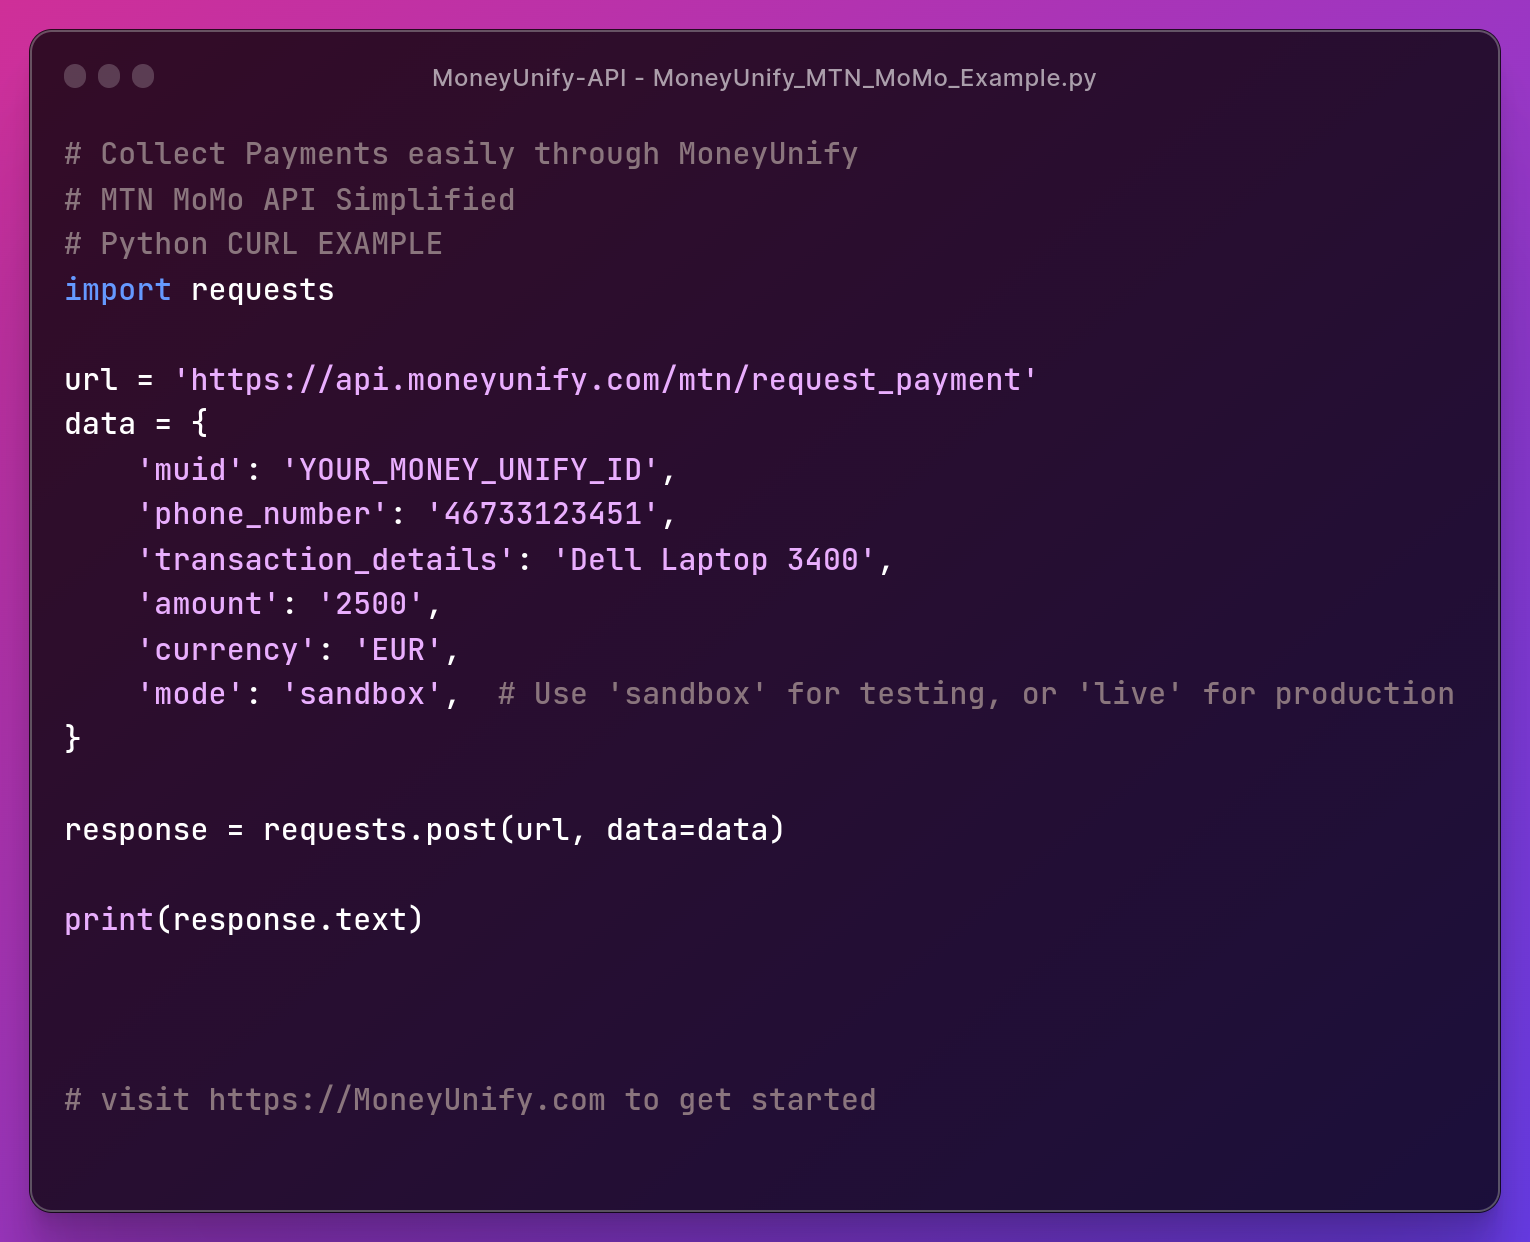 MoneyUnify-API - MoneyUnify_MTN_MoMo_Example.py
# Collect Payments easily through MoneyUnify
# MTN MoMo API Simplified
# Python CURL EXAMPLE
import requests
url = 'https://api.moneyunify.com/mtn/request_payment'
data = {
    'muid': 'YOUR_MONEY_UNIFY_ID',
    'phone_number': '46733123451',
    'transaction_details': 'Dell Laptop 3400',
    'amount': '2500',
    'currency': 'EUR',
    'mode': 'sandbox',  # Use 'sandbox' for testing, or 'live' for production
}
response = requests.post(url, data=data)
print(response.text)
# visit https://MoneyUnify.com to get started